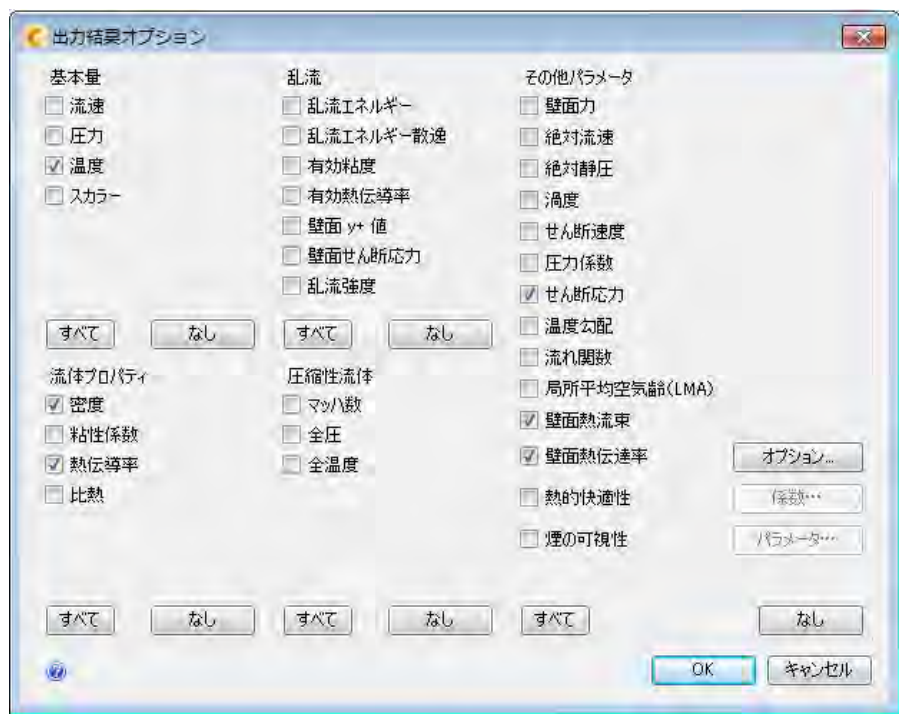 出力結果オプション
基本量
流速
圧力
温度
スカラー
すべて
なし
乱流
乱流エネルギー
乱流エネルギー散逸
有効粘度
有効熱伝導率
壁面 y+ 値
壁面せん断応力
乱流強度
すべて
なし
その他パラメータ
壁面力
絶対流速
絶対静圧
渦度
せん断速度
圧力係数
せん断応力
温度勾配
流れ関数
局所平均空気齢(LMA)
壁面熱流束
壁面熱伝達率
オプション...
熱的快適性
係数...
煙の可視性
パラメータ...
すべて
なし
流体プロパティ
密度
粘性係数
熱伝導率
比熱
すべて
なし
圧縮性流体
マッハ数
全圧
全温度
すべて
なし
OK
キャンセル